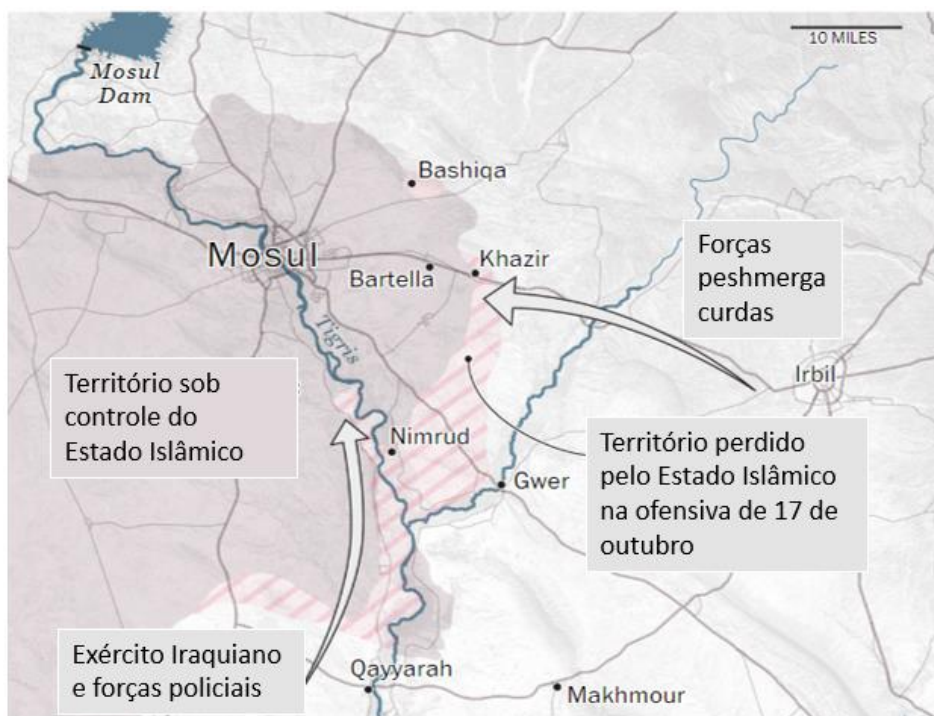 10 MILES
Mosul
Dam
Bashiqa
Mosul
Bartella
Khazir
Forças
peshmerga
curdas
Tigris
Irbil
Território sob
controle do
Estado Islâmico
Nimrud
Gwer
Território perdido
pelo Estado Islâmico
na ofensiva de 17 de
outubro
Exército Iraquiano
e forças policiais
Qayyarah
Makhmour